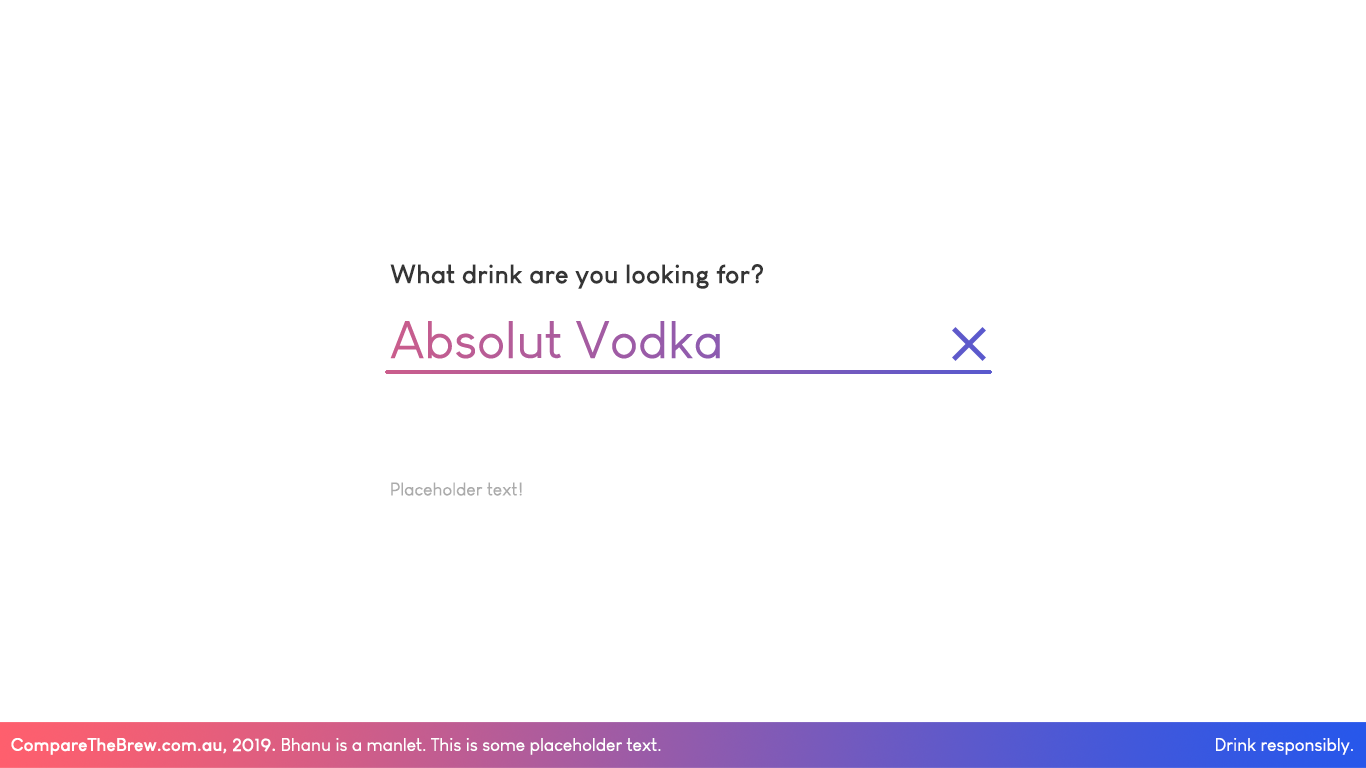 What drink are you looking for?
Absolut Vodka
Placeholder text!
CompareTheBrew.com.au, 2019. Bhanu is a manlet. This is some placeholder text.
Drink responsibly.